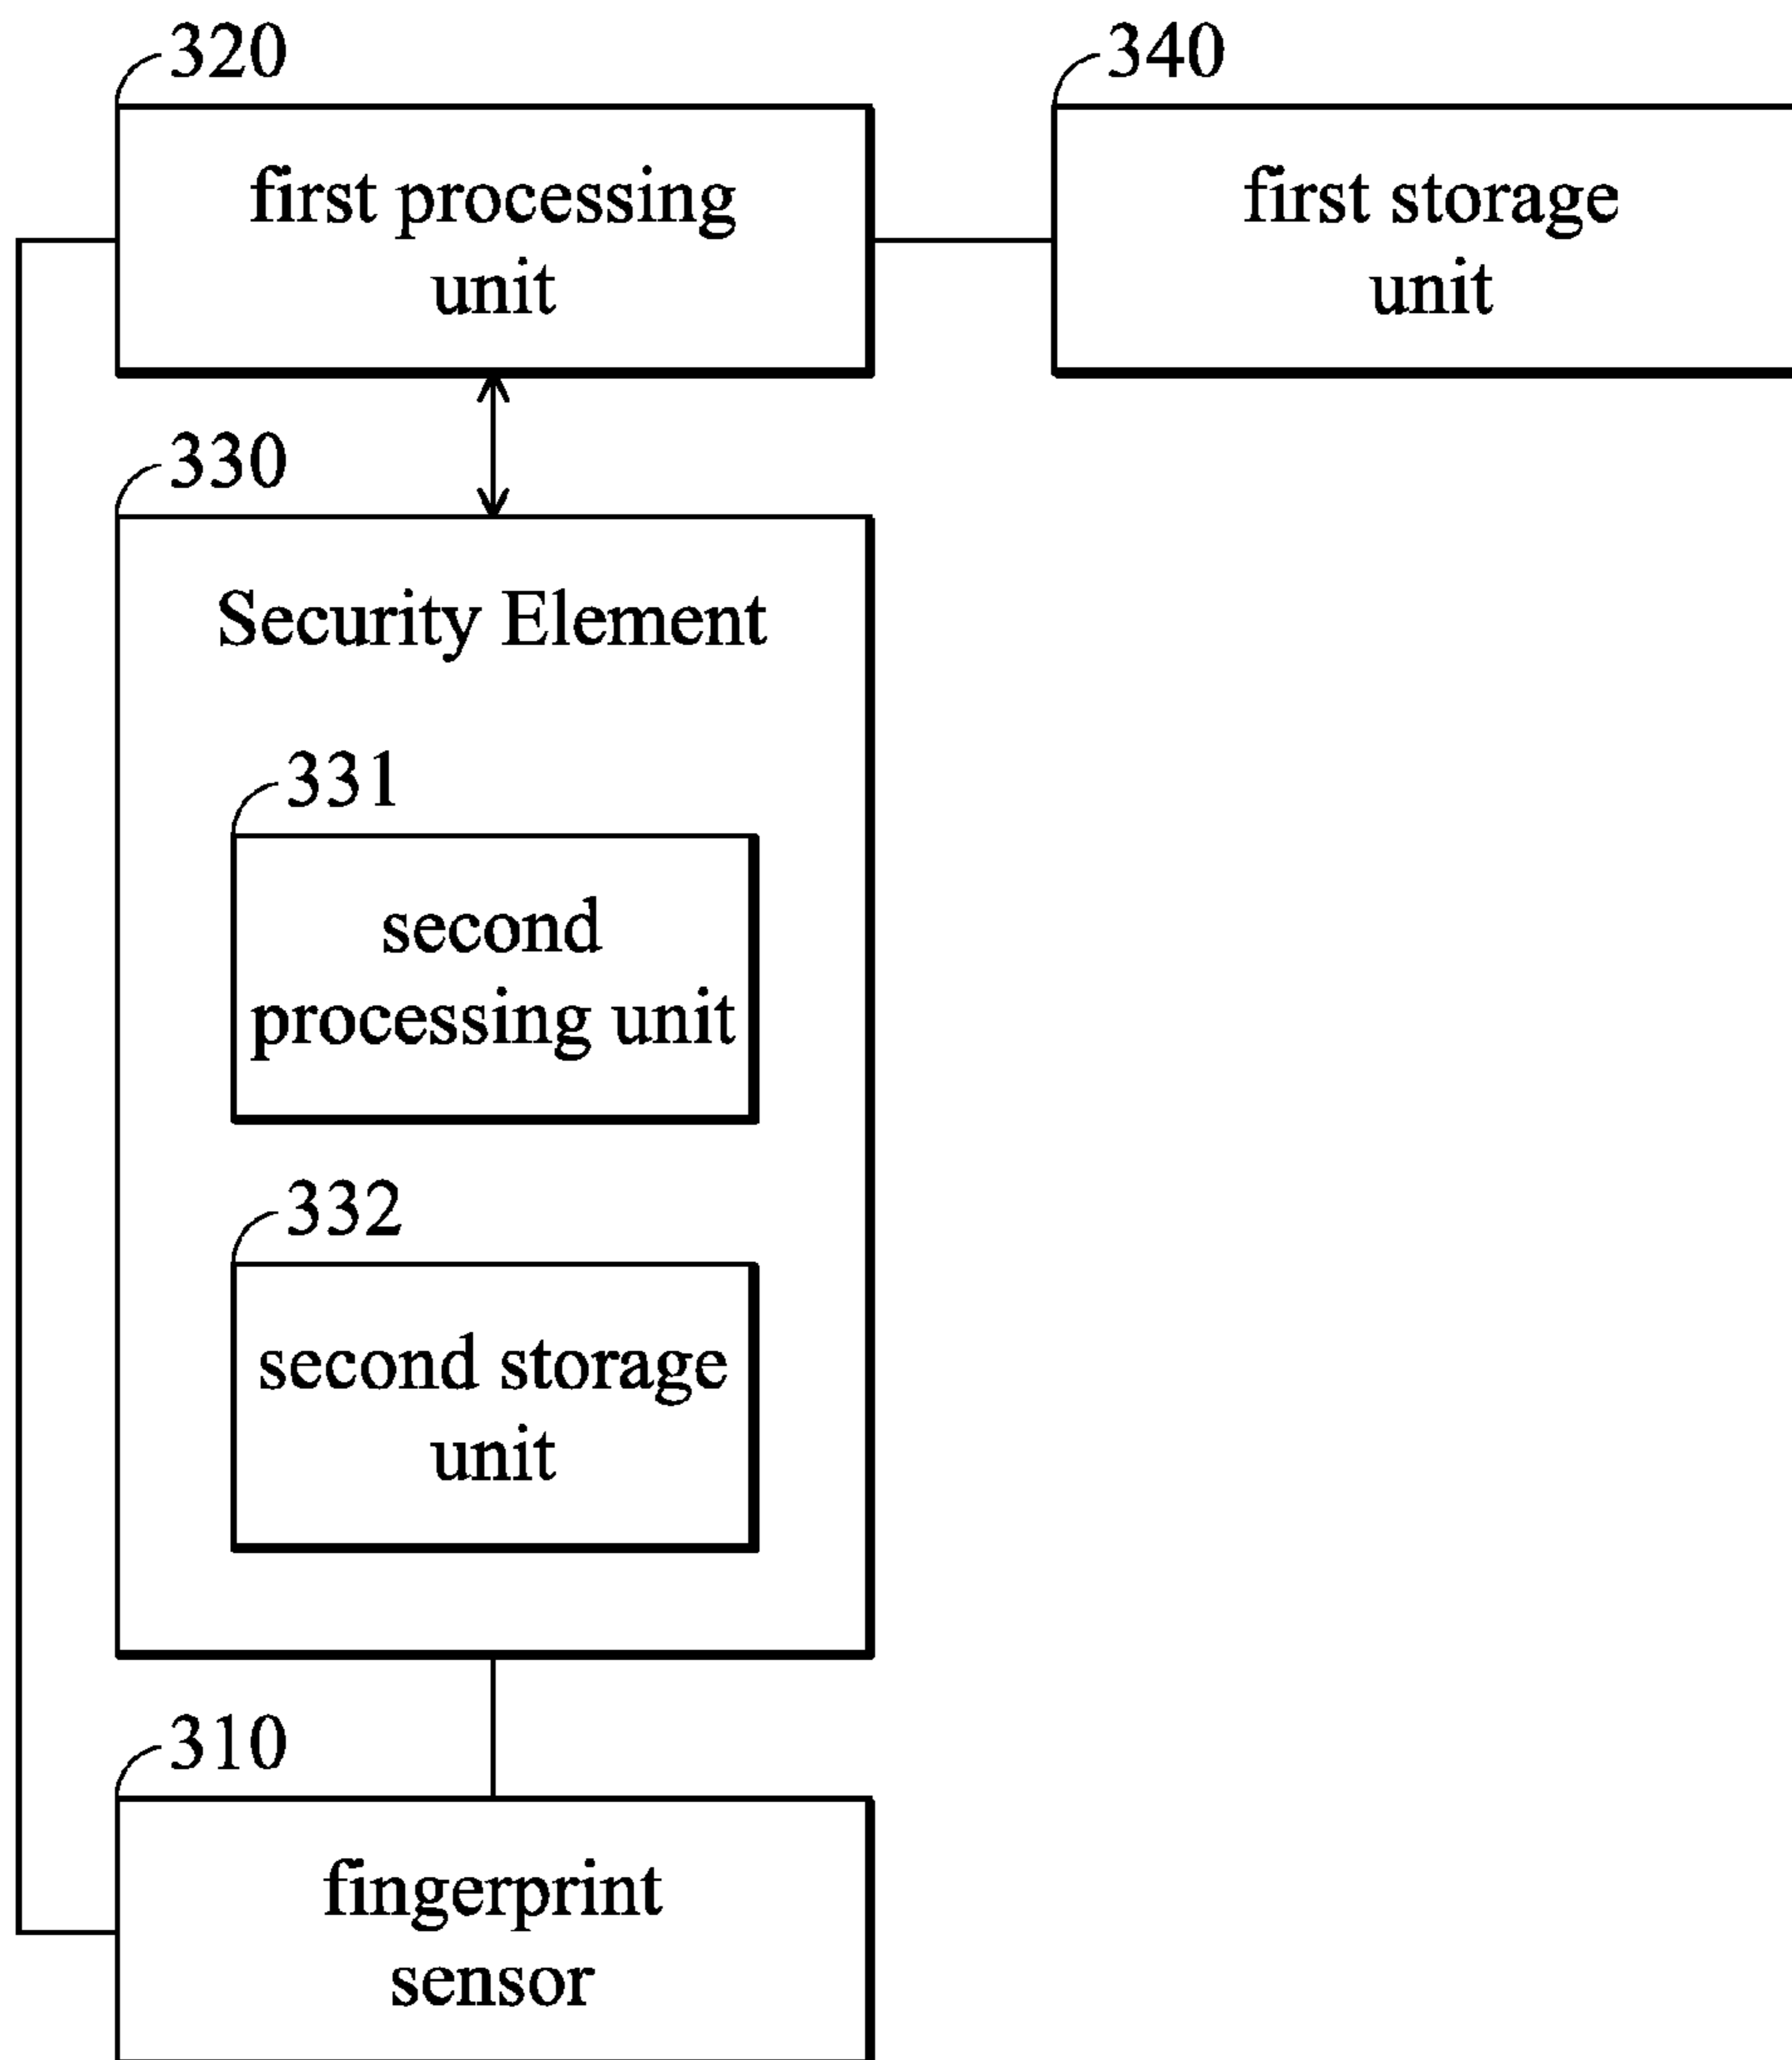 320
340
first processing
unit
first storage
unit
330
Security Element
331
second
processing unit
332
second storage
unit
310
fingerprint
sensor